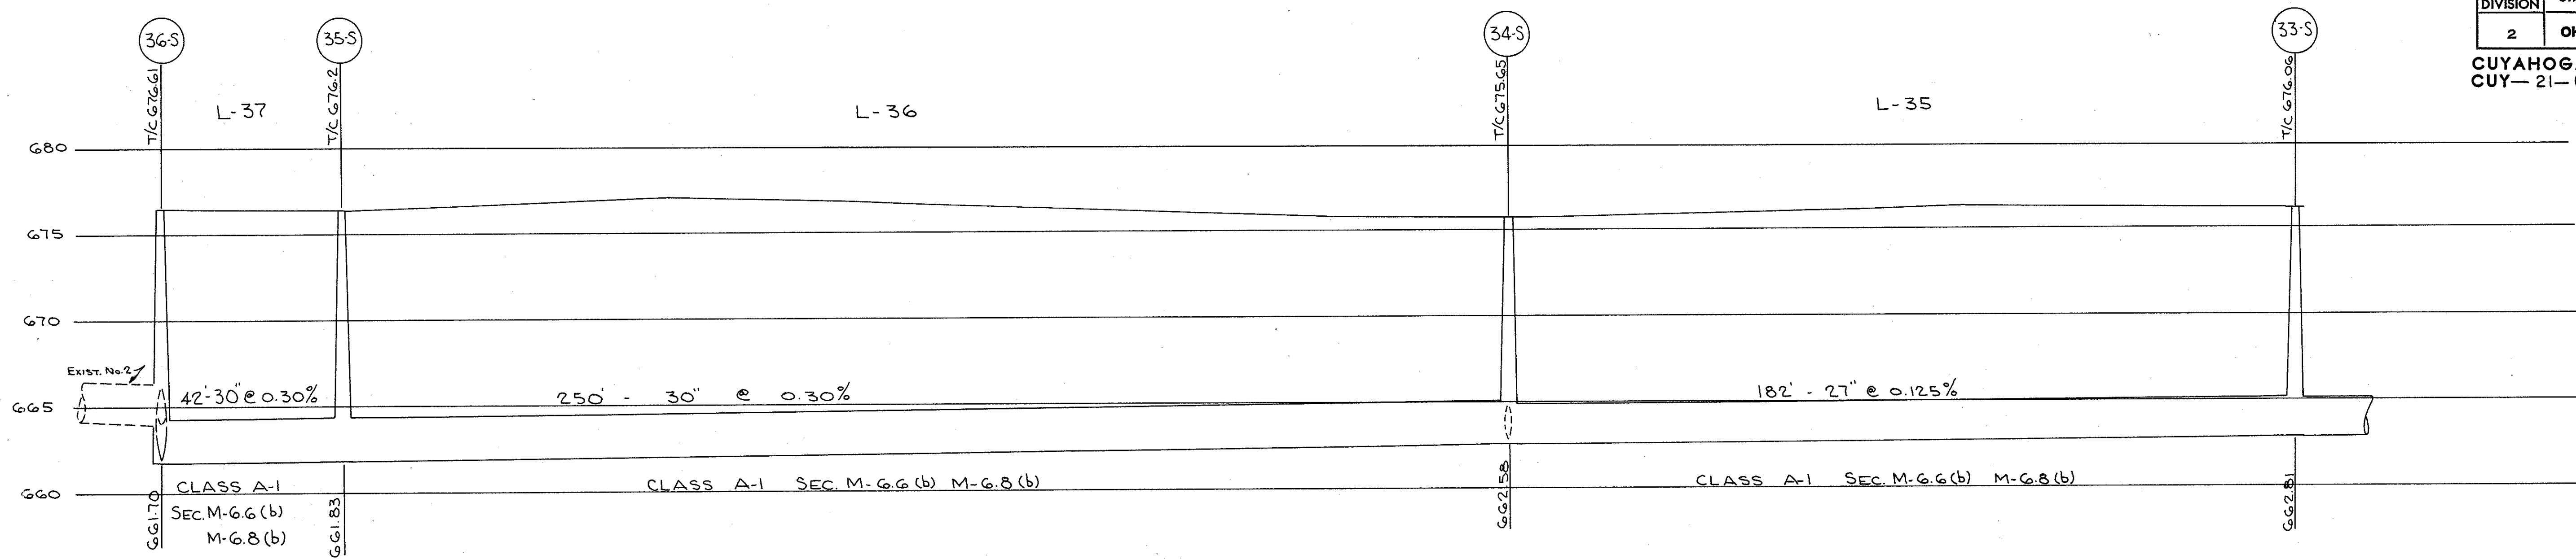 36-S
35-S
34-S
33-S
DIVISION
2
CUYAHOG
CUY— 21—
T/C 676.61
T/C 676.2
T/C 675.65
T/C 676.06
L-37
L-36
L-35
680
675
670
EXIST. No. 2
665
42'-30" @ 0.30%
250' - 30" @ 0.30%
182' - 27" @ 0.125%
660
CLASS A-1
SEC. M-6.6 (b)
M-6.8 (b)
CLASS A-1 SEC. M-6.6 (b) M-6.8 (b)
CLASS A-1 SEC. M-6.6 (b) M-6.8 (b)
661.70
661.83
662.58
662.81